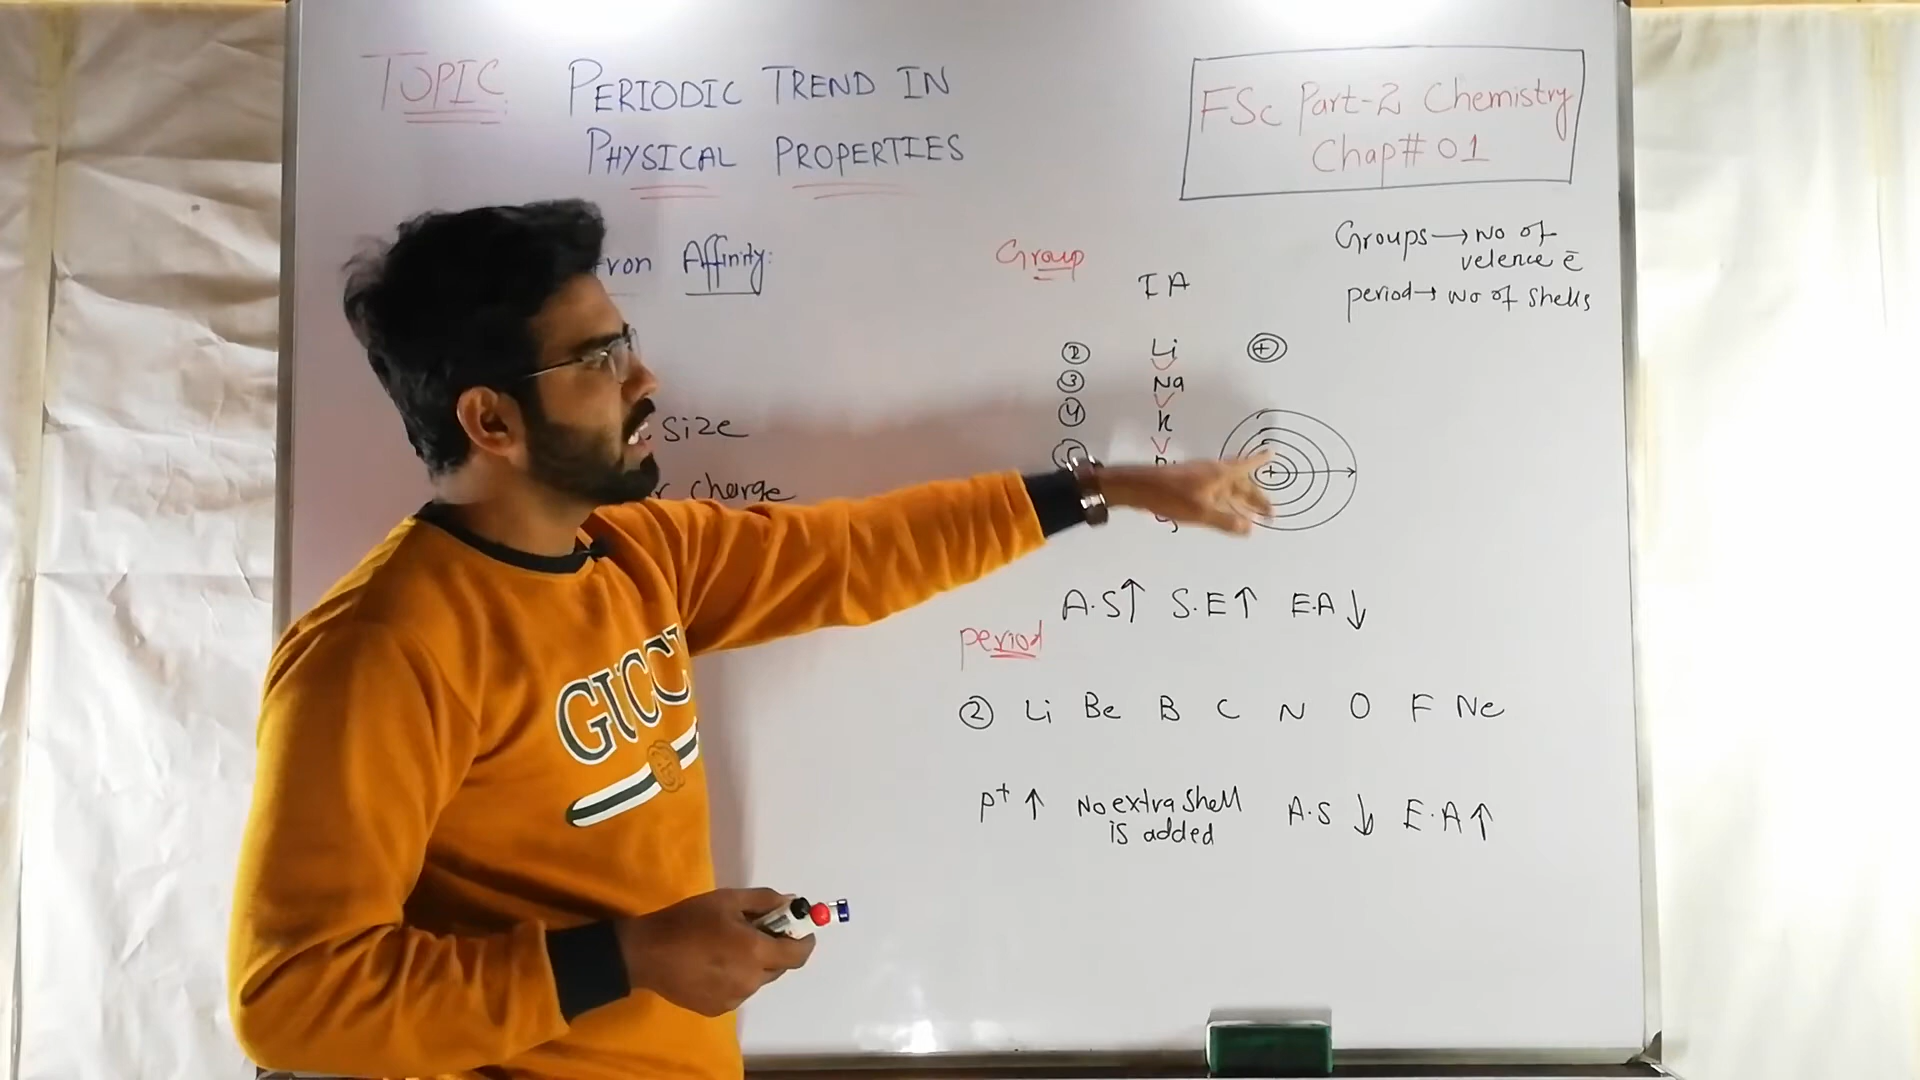 TOPIC: PERIODIC TREND IN
PHYSICAL PROPERTIES
FSc Part-2 Chemistry
Chap# 01
Groups → No of
velence ē
period → No of shells
Affinity:
Group
I A
2 Li +
3 Na
4 K
size
charge
+
A.S↑ S.E↑ E.A↓
period
2 Li Be B C N O F Ne
P+ ↑ No extra shell
is added
A.S ↓ E.A↑
GUCCI